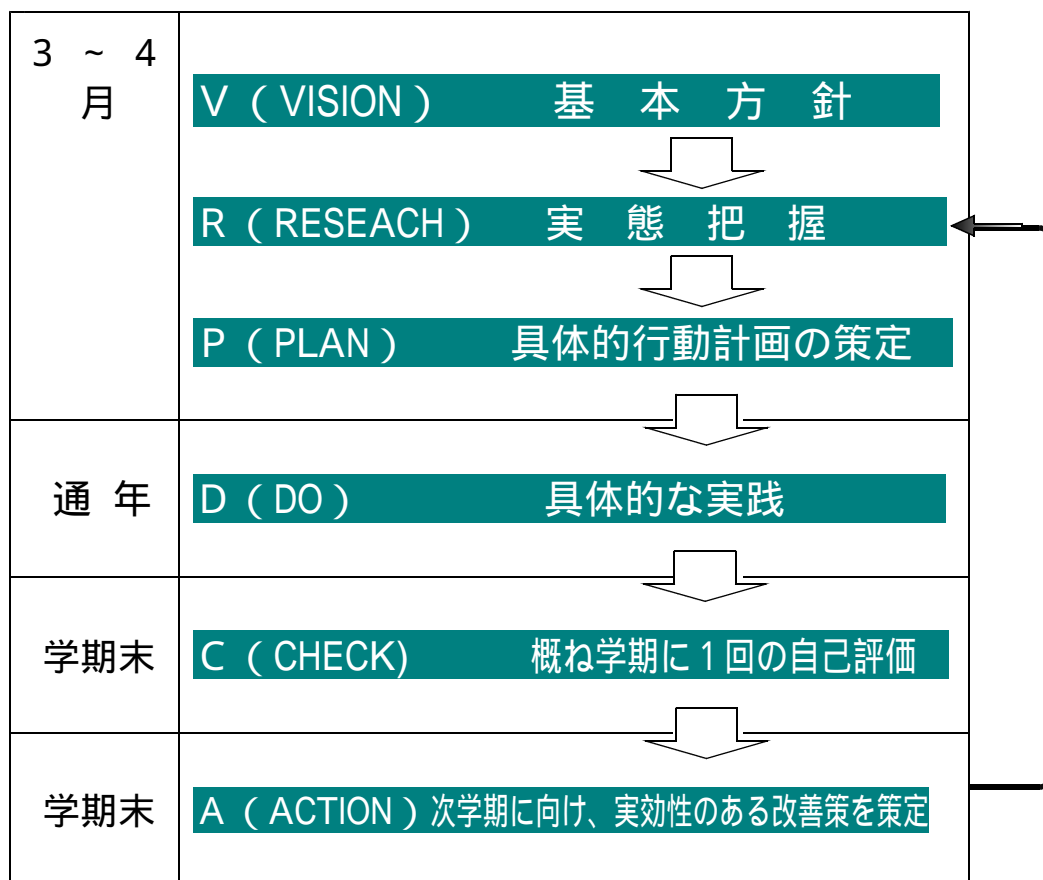 3 ~ 4
月
V（VISION） 基 本 方 針
R（RESEACH） 実 態 把 握
P（PLAN） 具体的行動計画の策定
通 年
D（DO） 具体的な実践
学期末
C （CHECK) 概ね学期に1回の自己評価
学期末
A（ACTION）次学期に向け、実効性のある改善策を策定